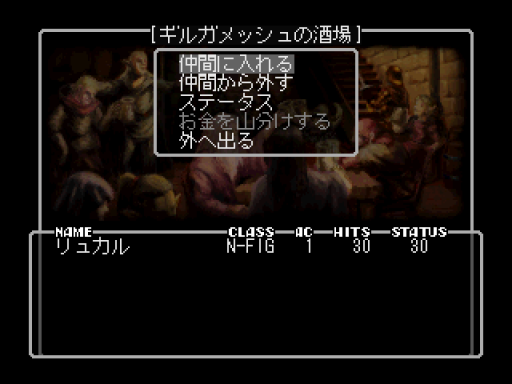 [ギルガメッシュの酒場]
仲間に入れる
仲間から外す
ステータス
お金を山分けする
外へ出る
NAME CLASS AC HITS STATUS
リュカル N-FIG 1 30 30